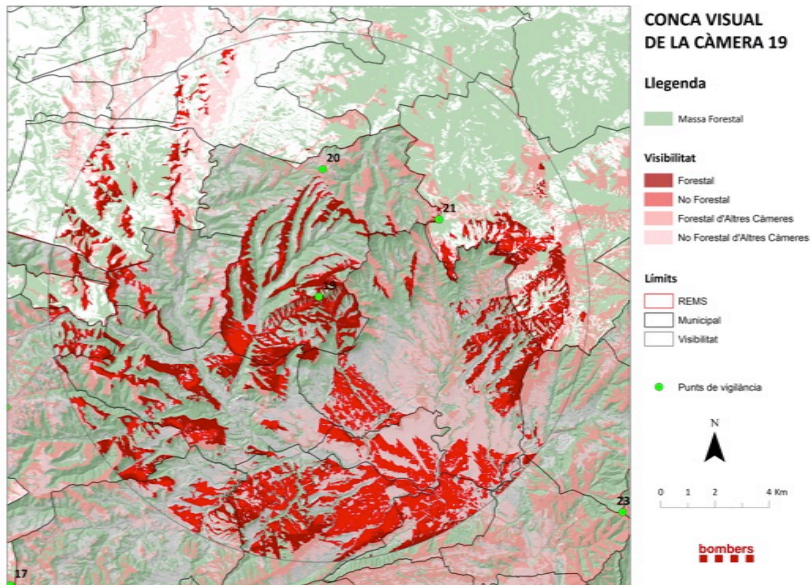 CONCA VISUAL
DE LA CÀMERA 19
Llegenda
Massa Forestal
Visibilitat
Forestal
No Forestal
Forestal d'Altres Càmeres
No Forestal d'Altres Càmeres
Límits
REMS
Municipal
Visibilitat
Punts de vigilància
N
0 2 4 Km
bombers
20
21
19
23
17